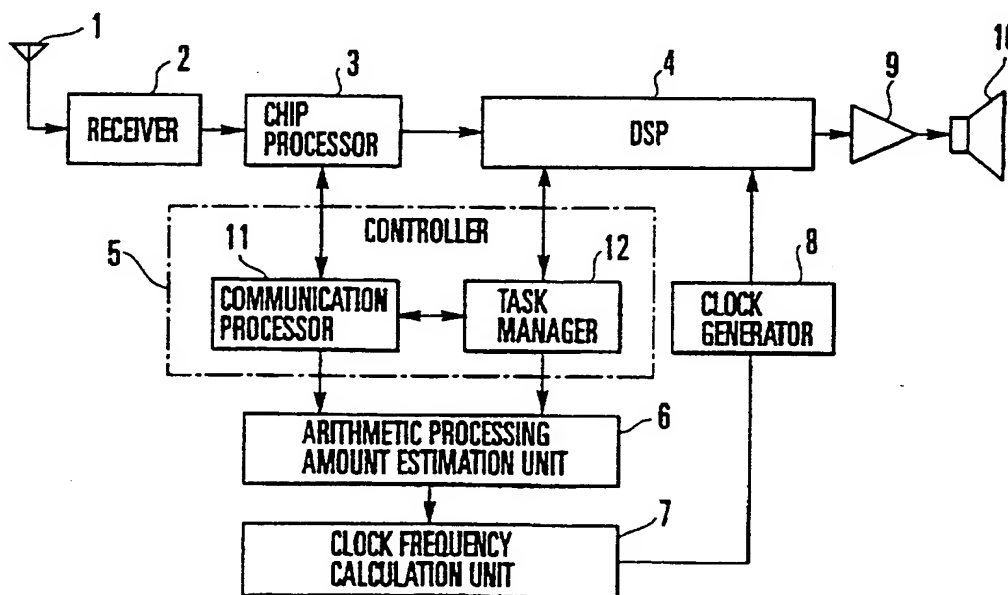 1
2
3
4
9
10
RECEIVER
CHIP
PROCESSOR
DSP
CONTROLLER
5
11
12
8
COMMUNICATION
PROCESSOR
TASK
MANAGER
CLOCK
GENERATOR
6
ARITHMETIC PROCESSING
AMOUNT ESTIMATION UNIT
7
CLOCK FREQUENCY
CALCULATION UNIT